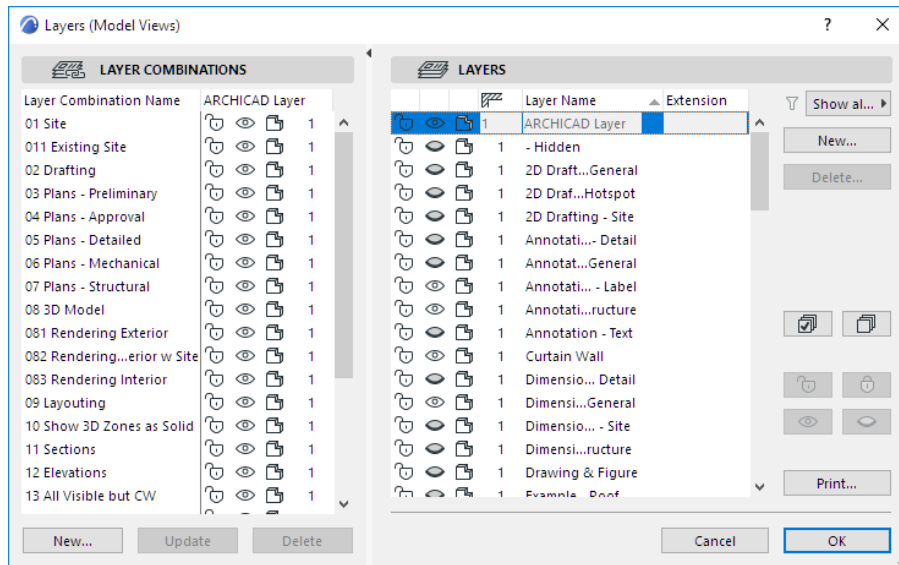 Layers (Model Views)
?
LAYER COMBINATIONS
Layer Combination Name ARCHICAD Layer
01 Site 1
011 Existing Site 1
02 Drafting 1
03 Plans - Preliminary 1
04 Plans - Approval 1
05 Plans - Detailed 1
06 Plans - Mechanical 1
07 Plans - Structural 1
08 3D Model 1
081 Rendering Exterior 1
082 Rendering...erior w Site 1
083 Rendering Interior 1
09 Layouting 1
10 Show 3D Zones as Solid 1
11 Sections 1
12 Elevations 1
13 All Visible but CW 1
New... Update Delete
LAYERS
Layer Name Extension
1 ARCHICAD Layer
1 - Hidden
1 2D Draft...General
1 2D Draf...Hotspot
1 2D Drafting - Site
1 Annotati...- Detail
1 Annotat...General
1 Annotati... - Label
1 Annotati...ructure
1 Annotation - Text
1 Curtain Wall
1 Dimensio... Detail
1 Dimensi...General
1 Dimensio... - Site
1 Dimensi...ructure
1 Drawing & Figure
1 Example...Roof
Show al...
New...
Delete...
Print...
Cancel OK